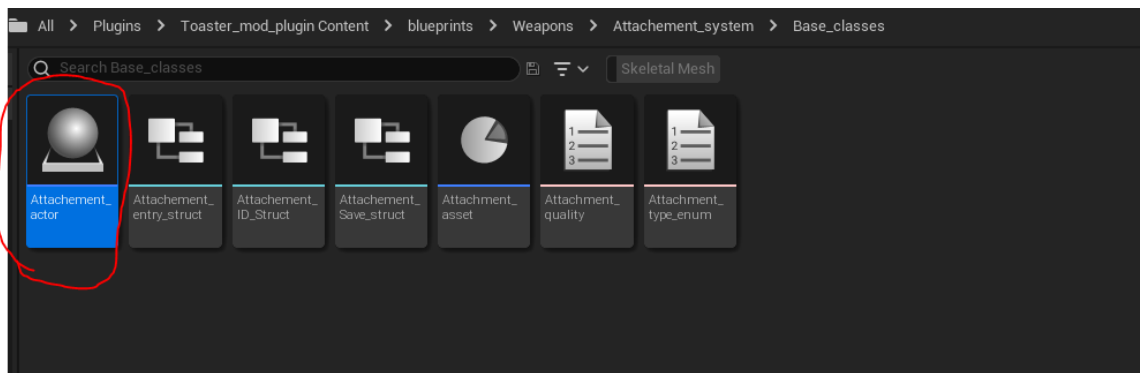 All > Plugins > Toaster_mod_plugin Content > blueprints > Weapons > Attachement_system > Base_classes
Search Base_classes
Skeletal Mesh
1
2
3
1
2
3
Attachement_
actor
Attachement_
entry_struct
Attachement_
ID_Struct
Attachement_
Save_struct
Attachment_
asset
Attachment_
quality
Attachment_
type_enum